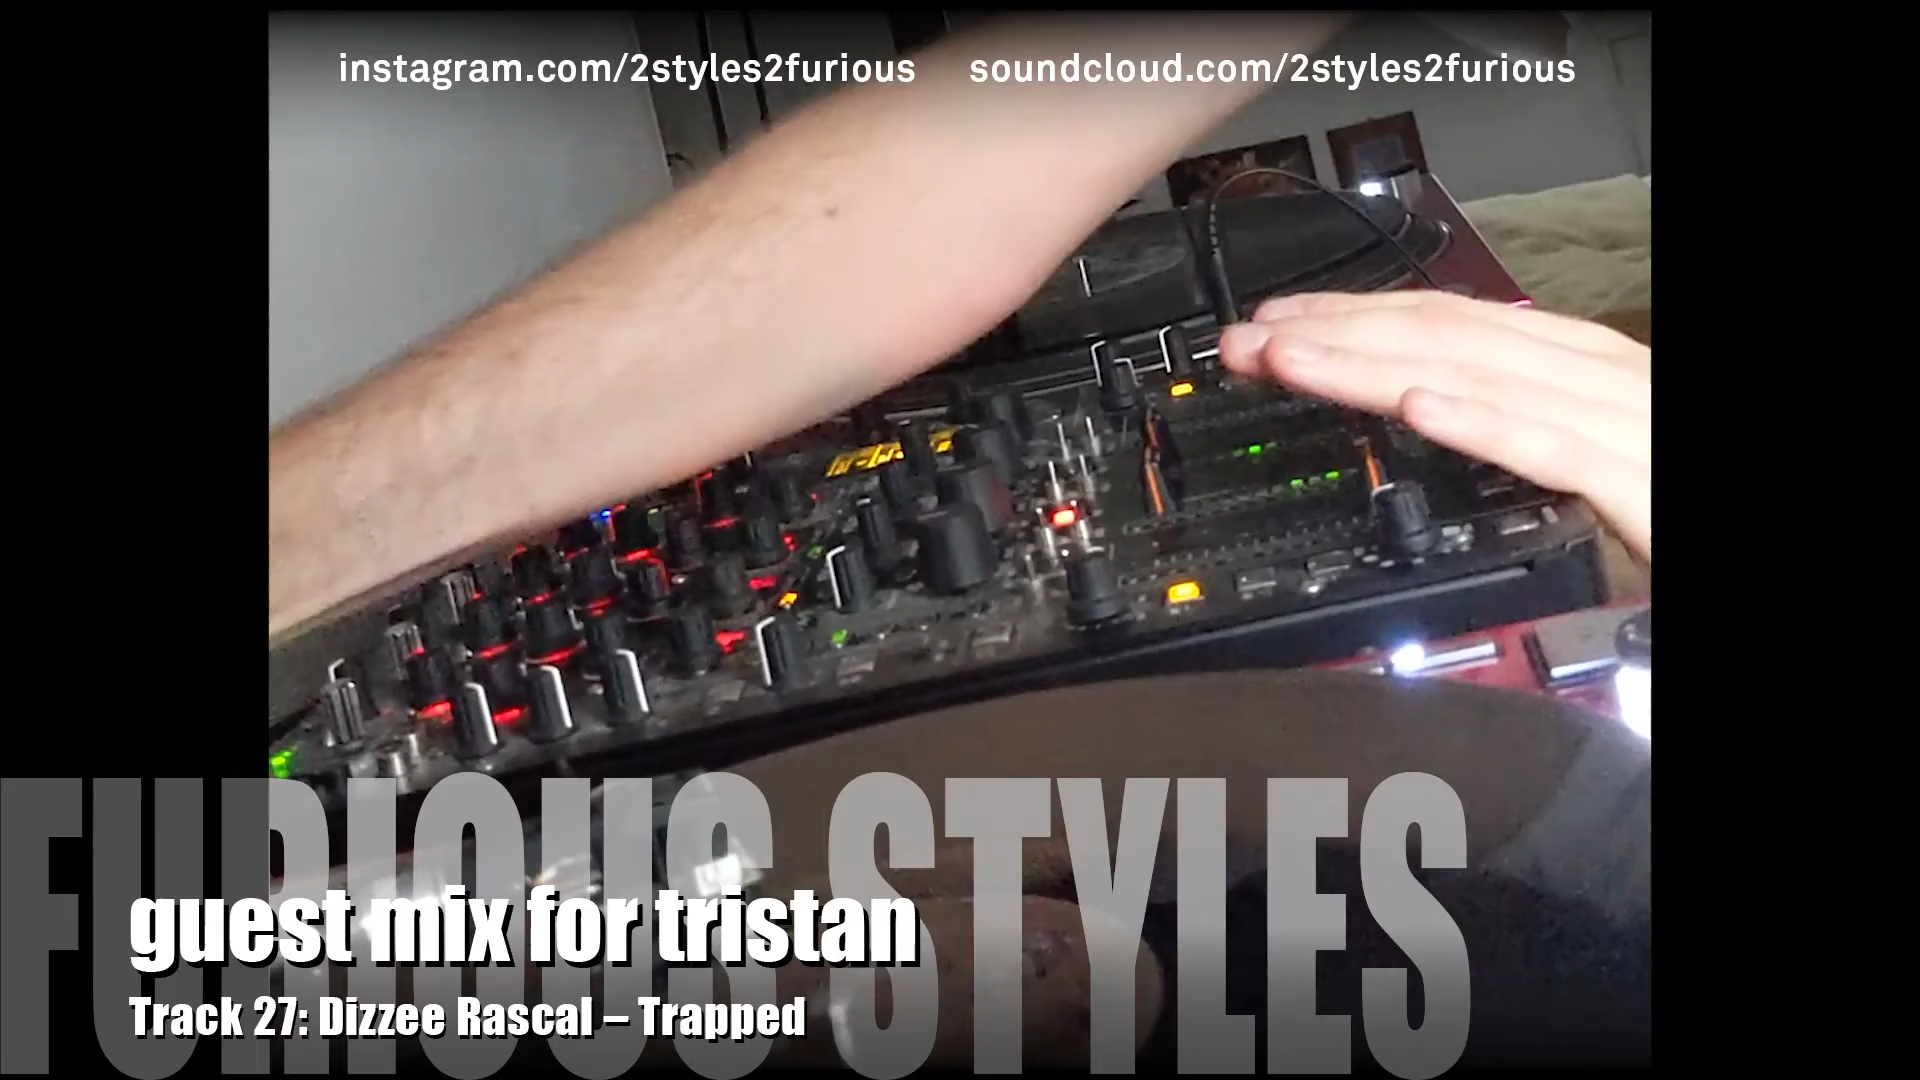 instagram.com/2styles2furious
soundcloud.com/2styles2furious
FURIOUS STYLES
guest mix for tristan
Track 27: Dizzee Rascal – Trapped